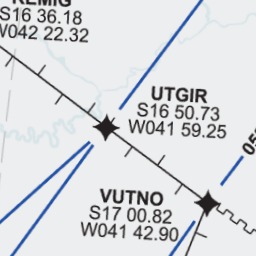 REMIG
S16 36.18
W042 22.32
UTGIR
S16 50.73
W041 59.25
VUTNO
S17 00.82
W041 42.90